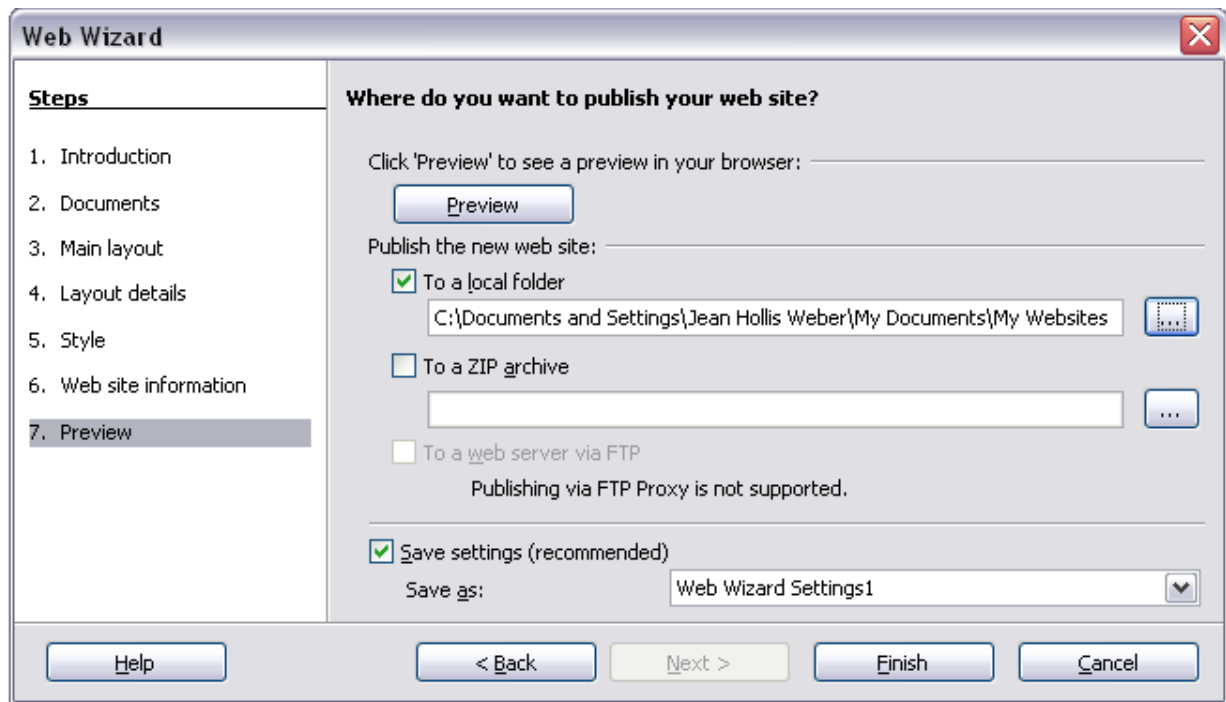 Web Wizard
Steps
1. Introduction
2. Documents
3. Main layout
4. Layout details
5. Style
6. Web site information
7. Preview
Where do you want to publish your web site?
Click 'Preview' to see a preview in your browser:
Preview
Publish the new web site:
To a local folder
C:\Documents and Settings\Jean Hollis Weber\My Documents\My Websites
...
To a ZIP archive
...
To a web server via FTP
Publishing via FTP Proxy is not supported.
Save settings (recommended)
Save as: Web Wizard Settings1
Help < Back Next > Finish Cancel